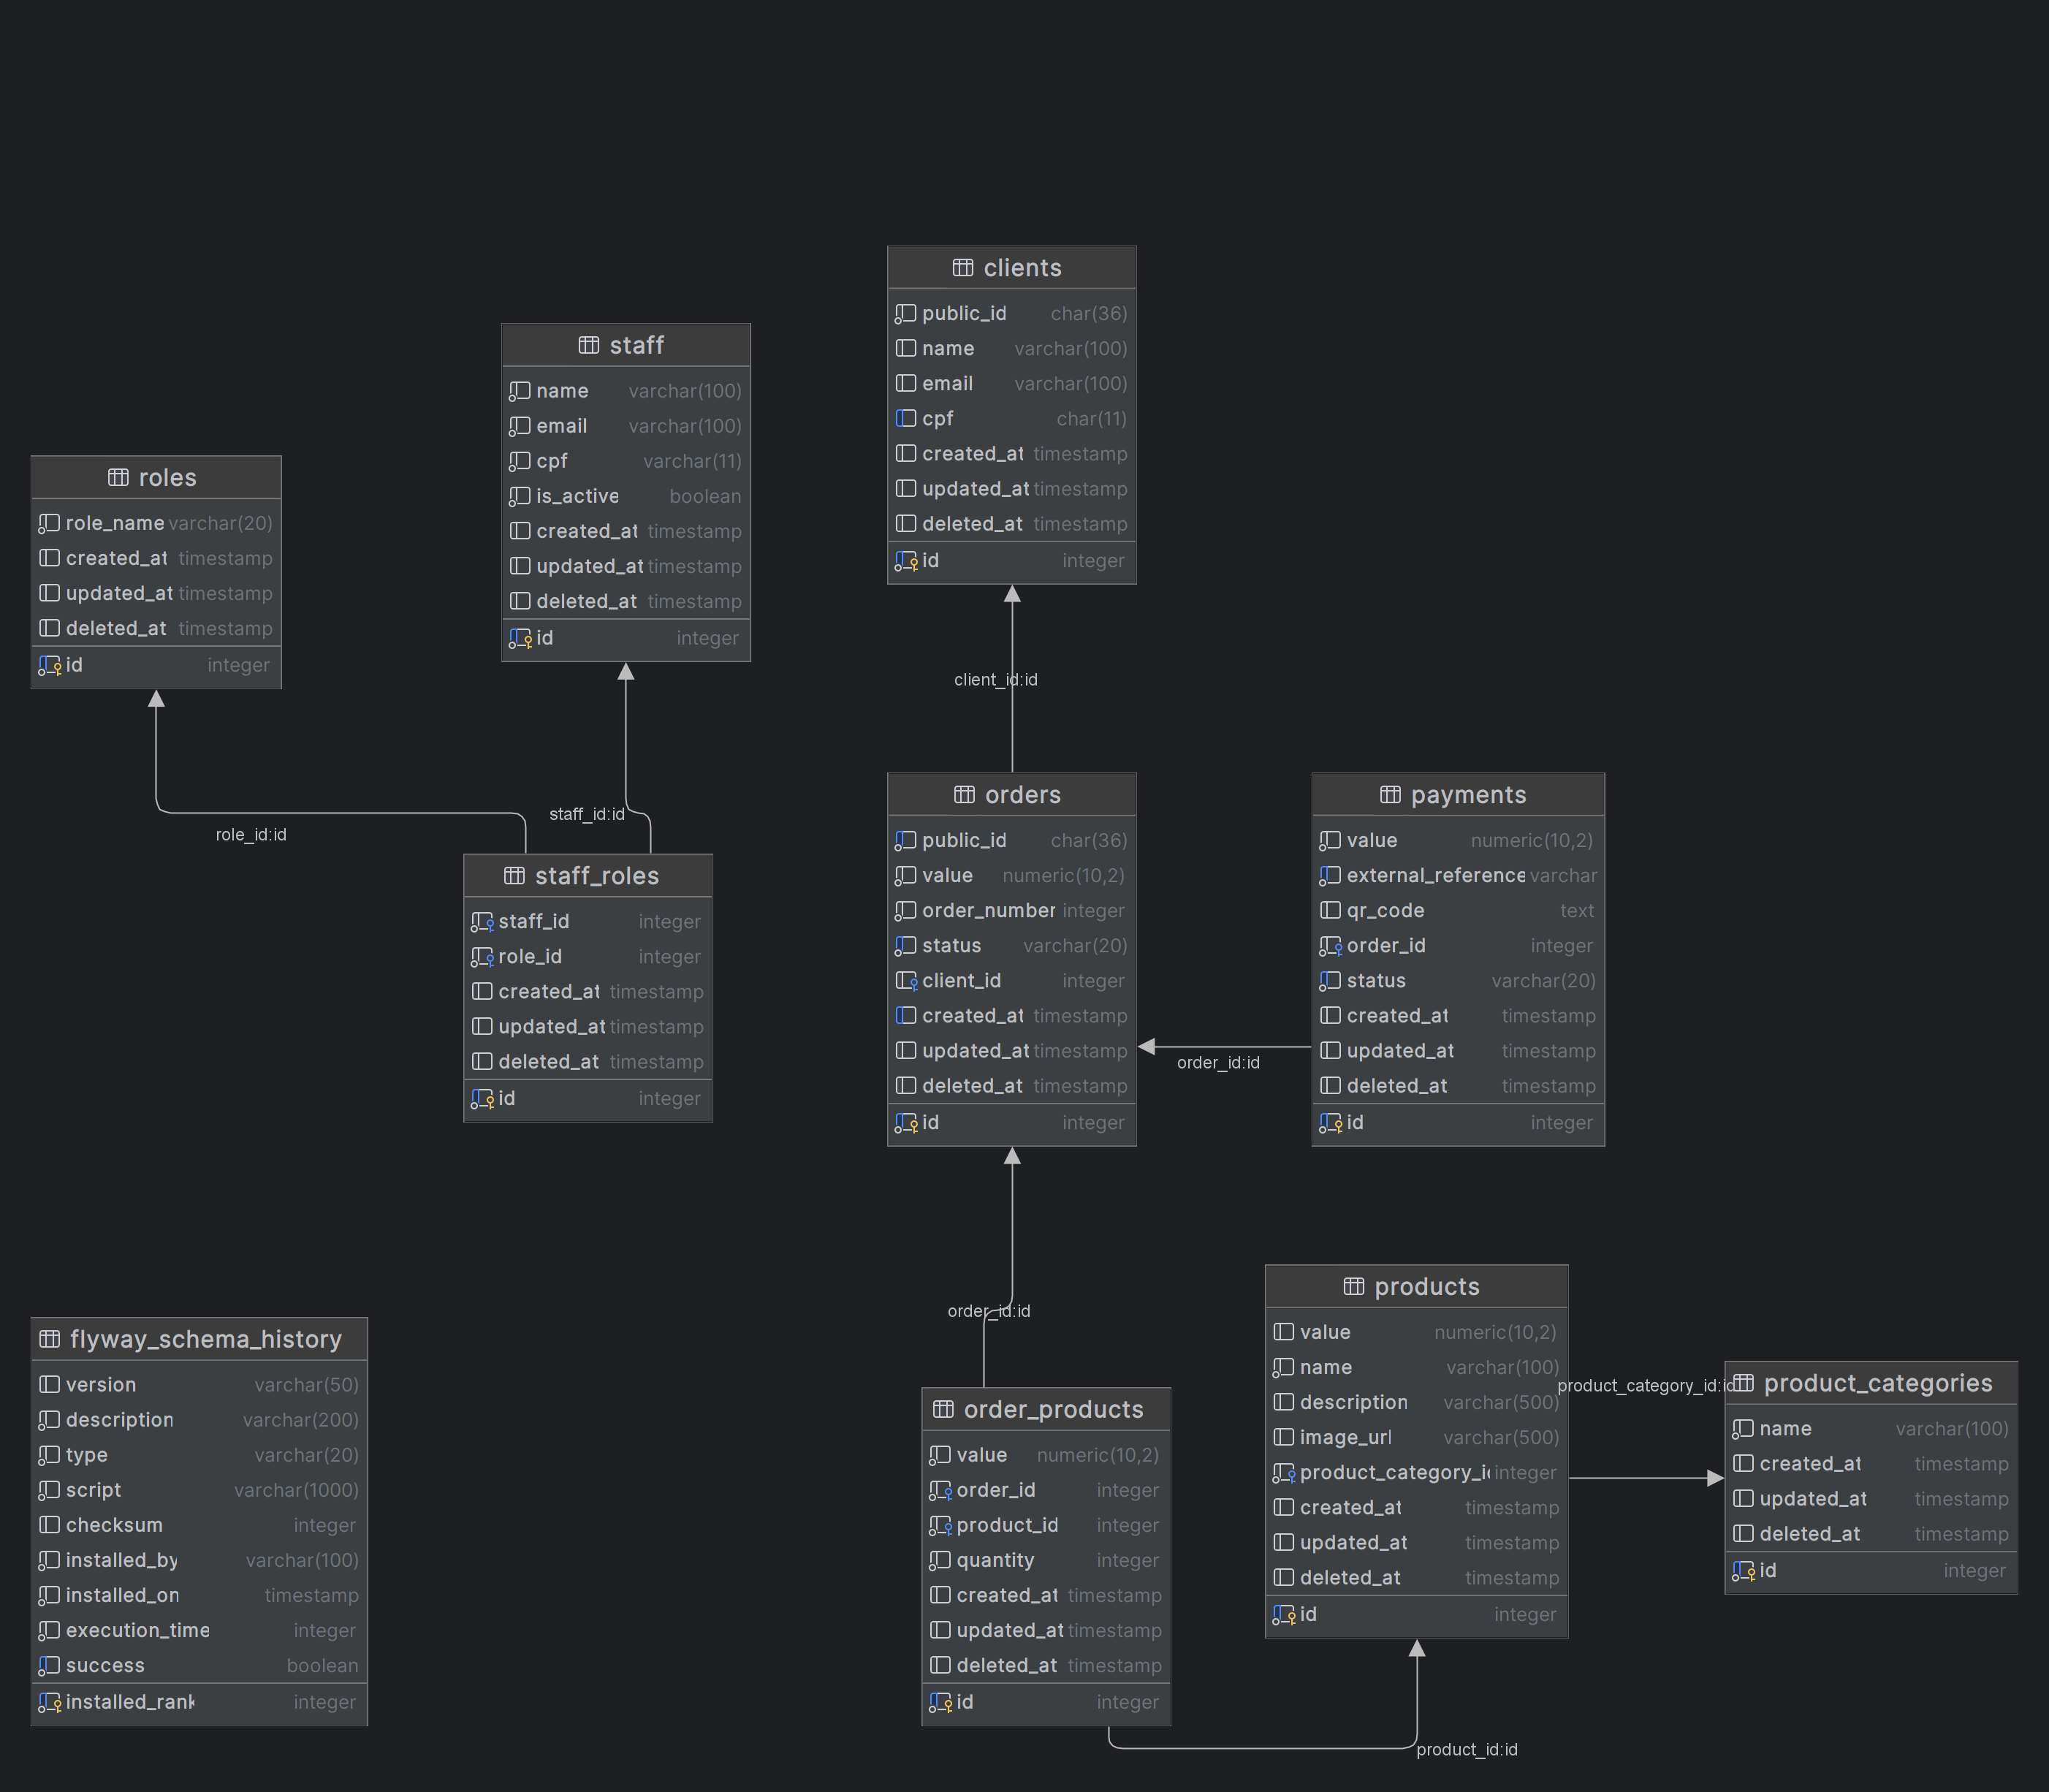 clients
public_id char(36)
name varchar(100)
email varchar(100)
cpf char(11)
created_at timestamp
updated_at timestamp
deleted_at timestamp
id integer
staff
name varchar(100)
email varchar(100)
cpf varchar(11)
is_active boolean
created_at timestamp
updated_at timestamp
deleted_at timestamp
id integer
roles
role_name varchar(20)
created_at timestamp
updated_at timestamp
deleted_at timestamp
id integer
client_id:id
staff_id:id
role_id:id
staff_roles
staff_id integer
role_id integer
created_at timestamp
updated_at timestamp
deleted_at timestamp
id integer
orders
public_id char(36)
value numeric(10,2)
order_number integer
status varchar(20)
client_id integer
created_at timestamp
updated_at timestamp
deleted_at timestamp
id integer
order_id:id
payments
value numeric(10,2)
external_reference varchar
qr_code text
order_id integer
status varchar(20)
created_at timestamp
updated_at timestamp
deleted_at timestamp
id integer
order_id:id
flyway_schema_history
version varchar(50)
description varchar(200)
type varchar(20)
script varchar(1000)
checksum integer
installed_by varchar(100)
installed_on timestamp
execution_time integer
success boolean
installed_rank integer
order_products
value numeric(10,2)
order_id integer
product_id integer
quantity integer
created_at timestamp
updated_at timestamp
deleted_at timestamp
id integer
products
value numeric(10,2)
name varchar(100)
description varchar(500)
image_url varchar(500)
product_category_id integer
created_at timestamp
updated_at timestamp
deleted_at timestamp
id integer
product_category_id:id
product_categories
name varchar(100)
created_at timestamp
updated_at timestamp
deleted_at timestamp
id integer
product_id:id